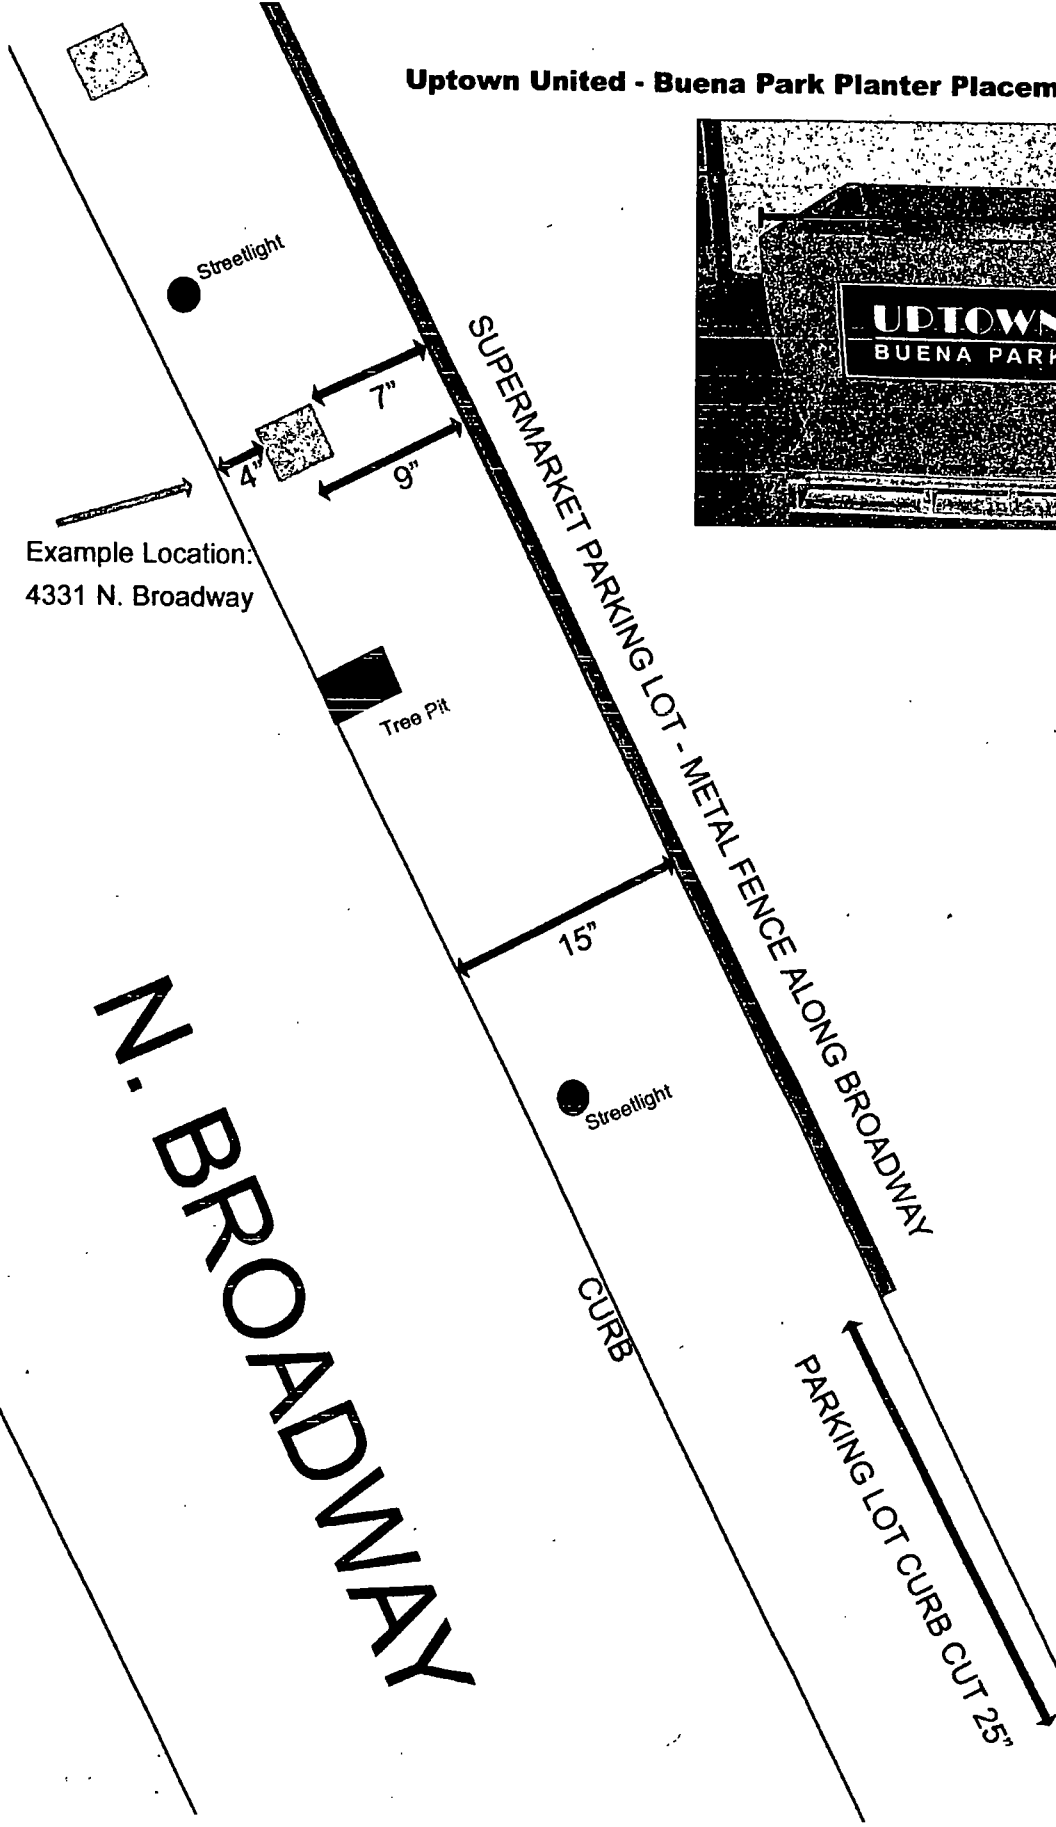 Uptown United - Buena Park Planter Placem
UPTOWN
BUENA PARK
Streetlight
7”
4”
9”
Example Location:
4331 N. Broadway
SUPERMARKET PARKING LOT - METAL FENCE ALONG BROADWAY
Tree Pit
15”
N. BROADWAY
Streetlight
CURB
PARKING LOT CURB CUT 25”